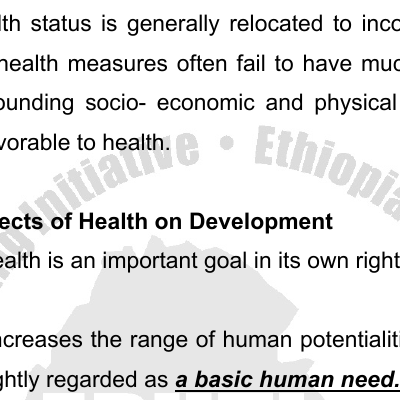 lth status is generally relocated to inco
health measures often fail to have muc
ounding socio- economic and physical
vorable to health.
ng Initiative • Ethiopia
ects of Health on Development
ealth is an important goal in its own right
ncreases the range of human potentialiti
ghtly regarded as a basic human need.